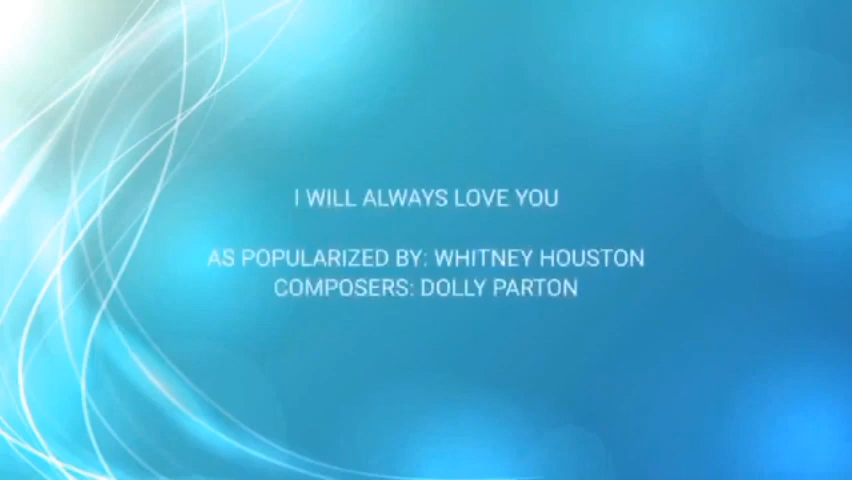 I WILL ALWAYS LOVE YOU
AS POPULARIZED BY: WHITNEY HOUSTON
COMPOSERS: DOLLY PARTON